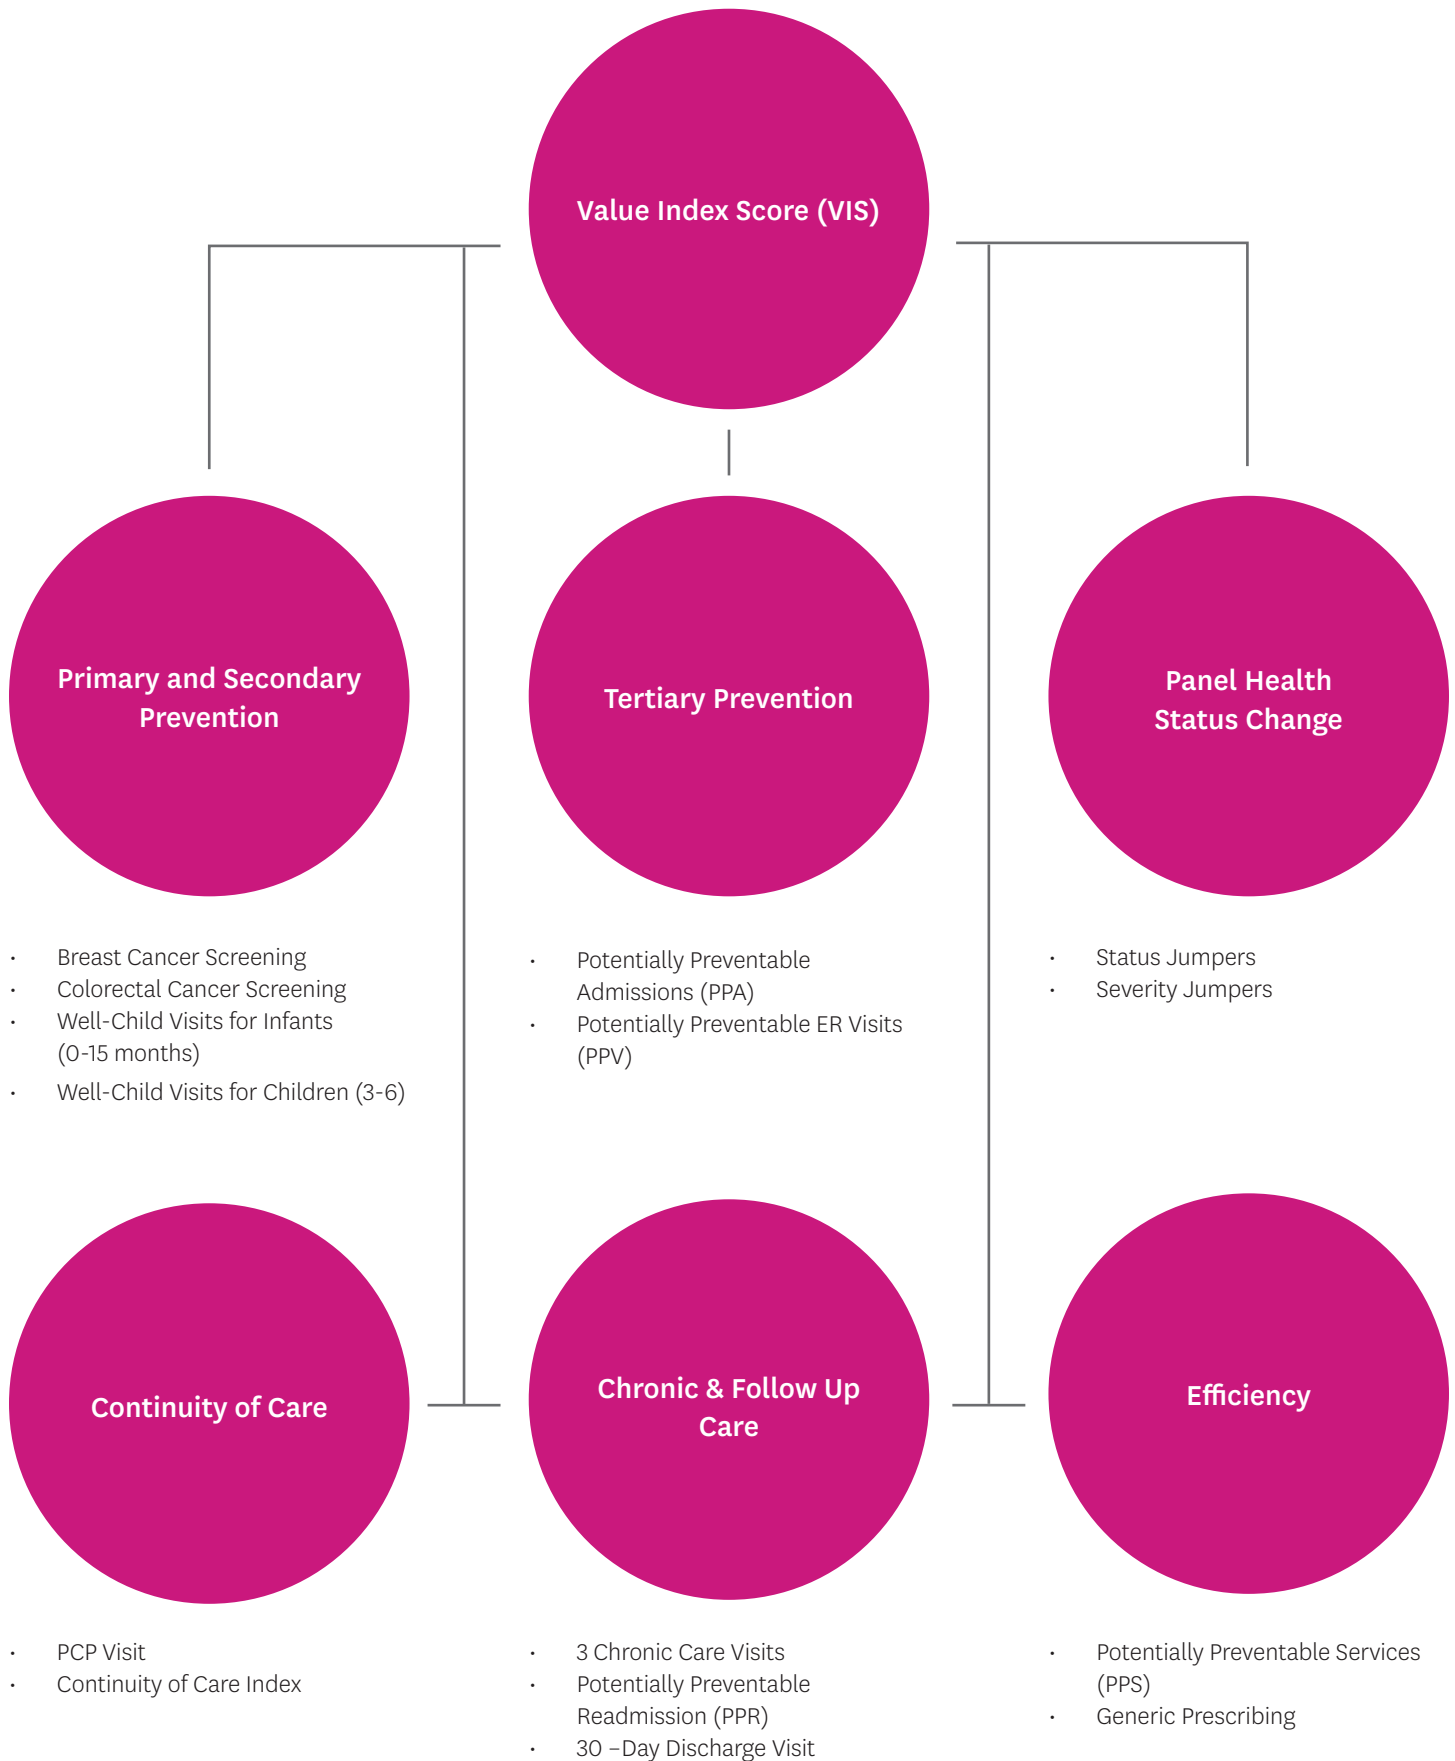 Value Index Score (VIS)
Primary and Secondary
Prevention
Tertiary Prevention
Panel Health
Status Change
· Breast Cancer Screening
· Colorectal Cancer Screening
· Well-Child Visits for Infants
(0-15 months)
· Well-Child Visits for Children (3-6)
· Potentially Preventable
Admissions (PPA)
· Potentially Preventable ER Visits
(PPV)
· Status Jumpers
· Severity Jumpers
Continuity of Care
Chronic & Follow Up
Care
Efficiency
· PCP Visit
· Continuity of Care Index
· 3 Chronic Care Visits
· Potentially Preventable
Readmission (PPR)
· 30 –Day Discharge Visit
· Potentially Preventable Services
(PPS)
· Generic Prescribing